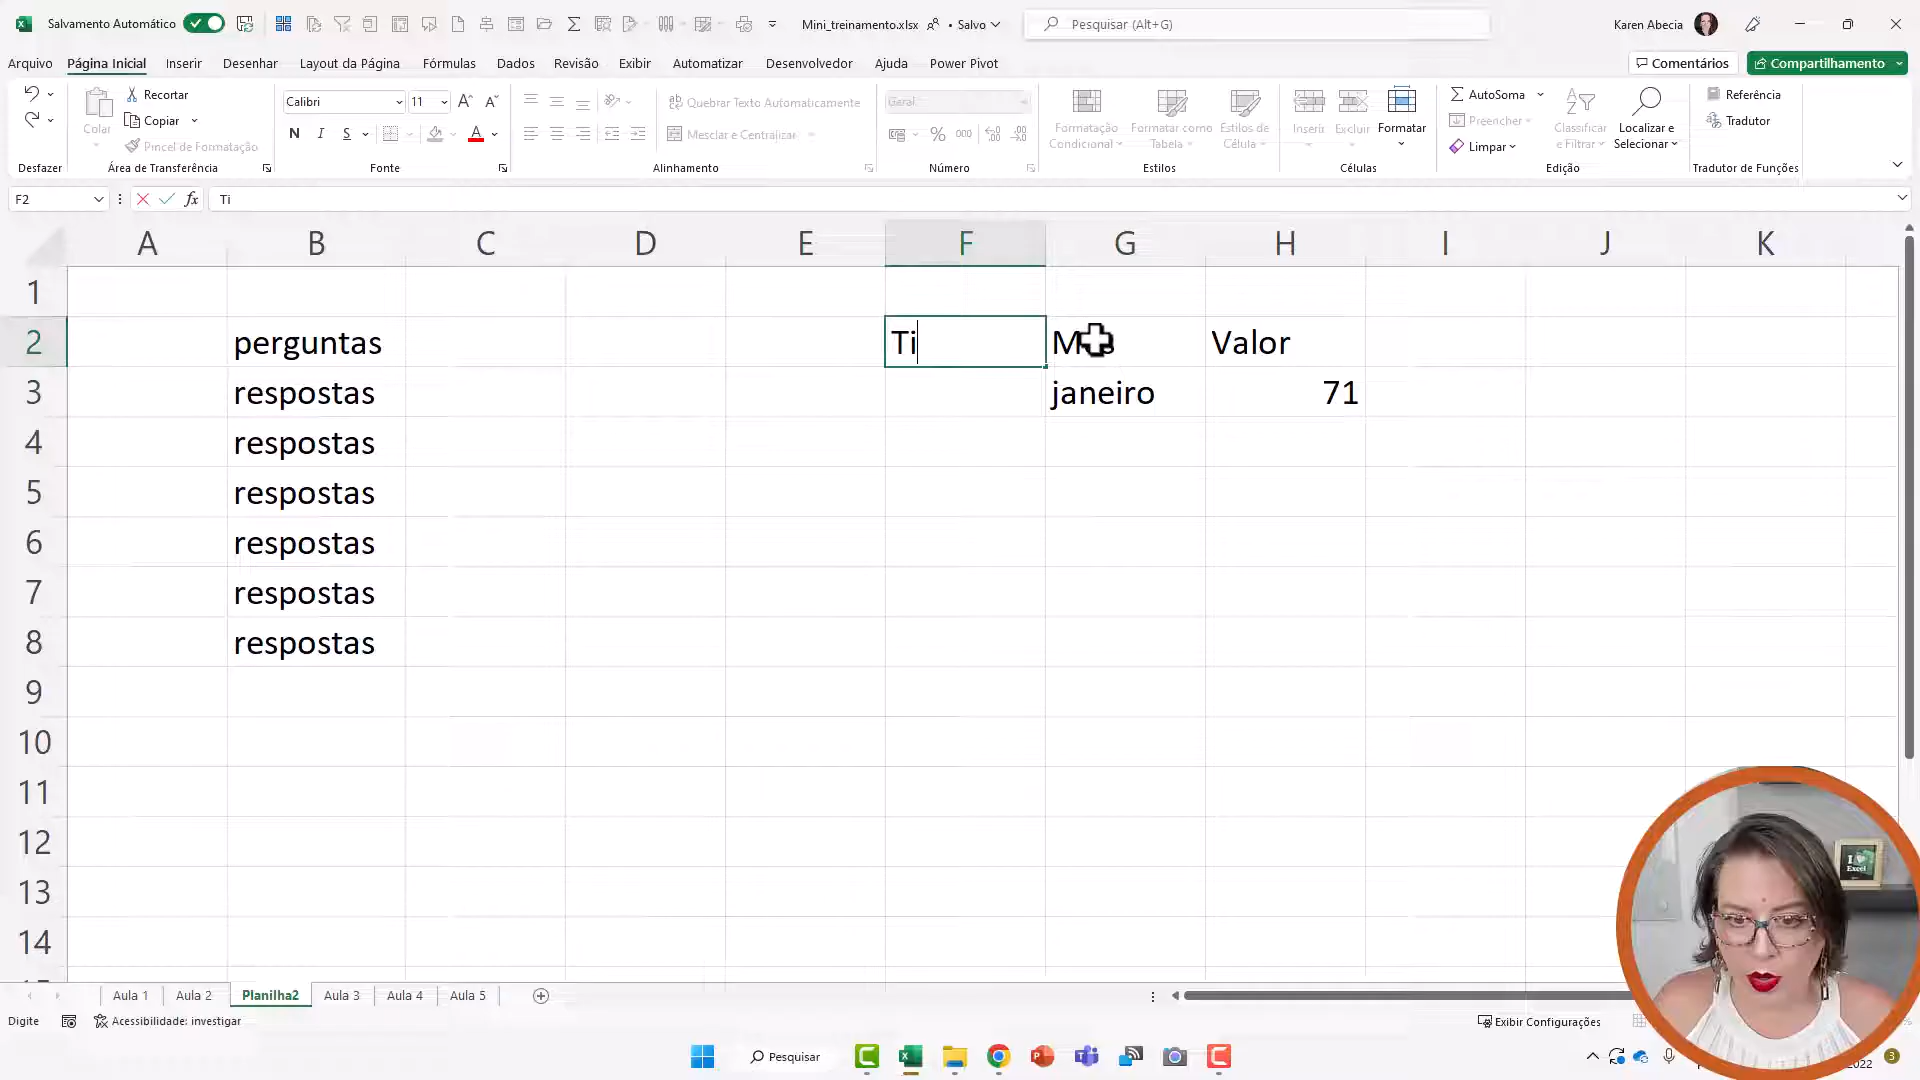 Salvamento Automático
Mini_treinamento.xlsx
• Salvo
Pesquisar (Alt+G)
Karen Abecia
Arquivo
Página Inicial
Inserir
Desenhar
Layout da Página
Fórmulas
Dados
Revisão
Exibir
Automatizar
Desenvolvedor
Ajuda
Power Pivot
Comentários
Compartilhamento
Colar
Recortar
Copiar
Pincel de Formatação
Calibri
11
N I S
Quebrar Texto Automaticamente
Mesclar e Centralizar
Geral
% 000
Formatação Condicional
Formatar como Tabela
Estilos de Célula
Inserir
Excluir
Formatar
AutoSoma
Preencher
Limpar
Classificar e Filtrar
Localizar e Selecionar
Referência
Tradutor
Desfazer
Área de Transferência
Fonte
Alinhamento
Número
Estilos
Células
Edição
Tradutor de Funções
F2
fx
Ti
A B C D E F G H I J K
1
2 perguntas Ti Valor
3 respostas janeiro 71
4 respostas
5 respostas
6 respostas
7 respostas
8 respostas
9
10
11
12
13
14
I Excel
Aula 1
Aula 2
Planilha2
Aula 3
Aula 4
Aula 5
Digite
Acessibilidade: investigar
Exibir Configurações
Pesquisar
2022
3